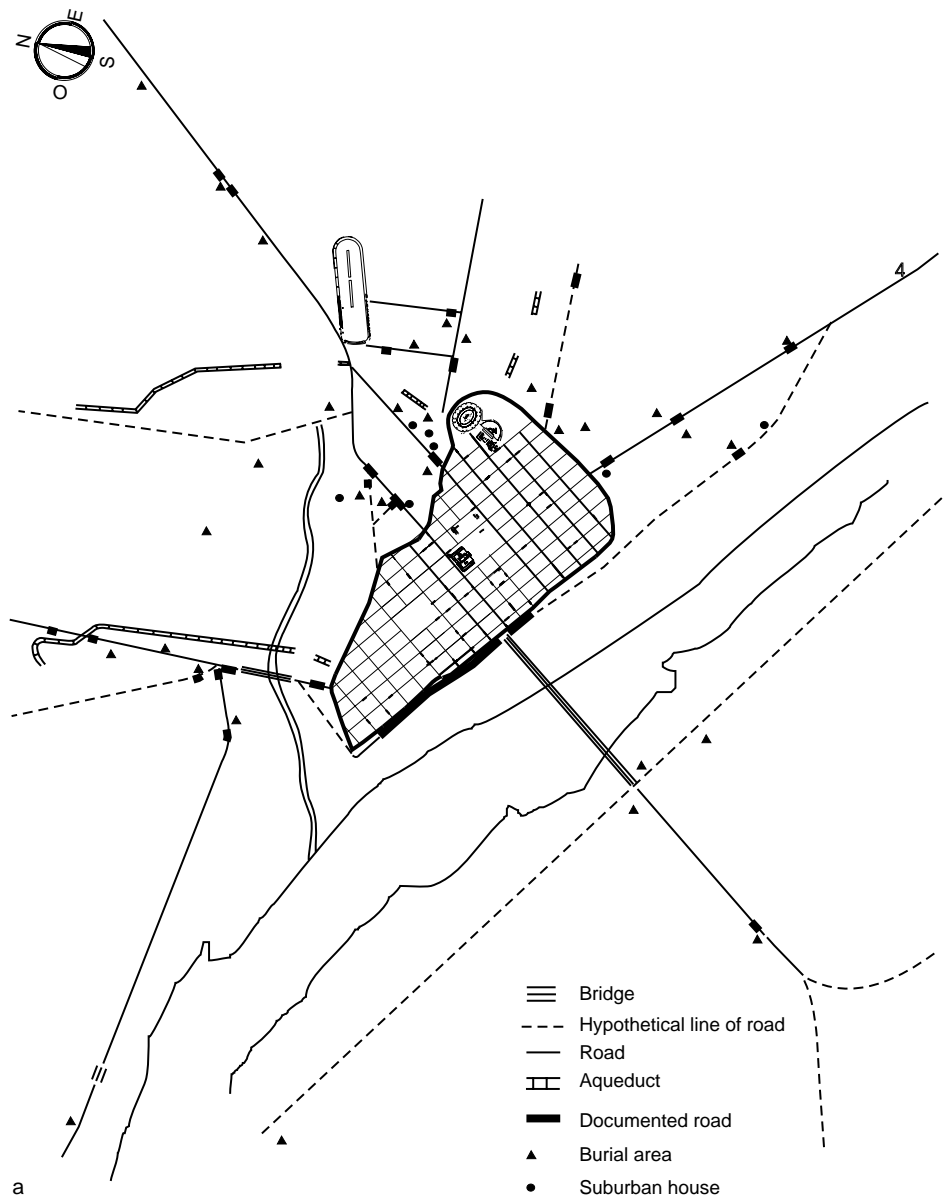 E
N
S
O
4
Bridge
Hypothetical line of road
Road
Aqueduct
Documented road
Burial area
Suburban house
a